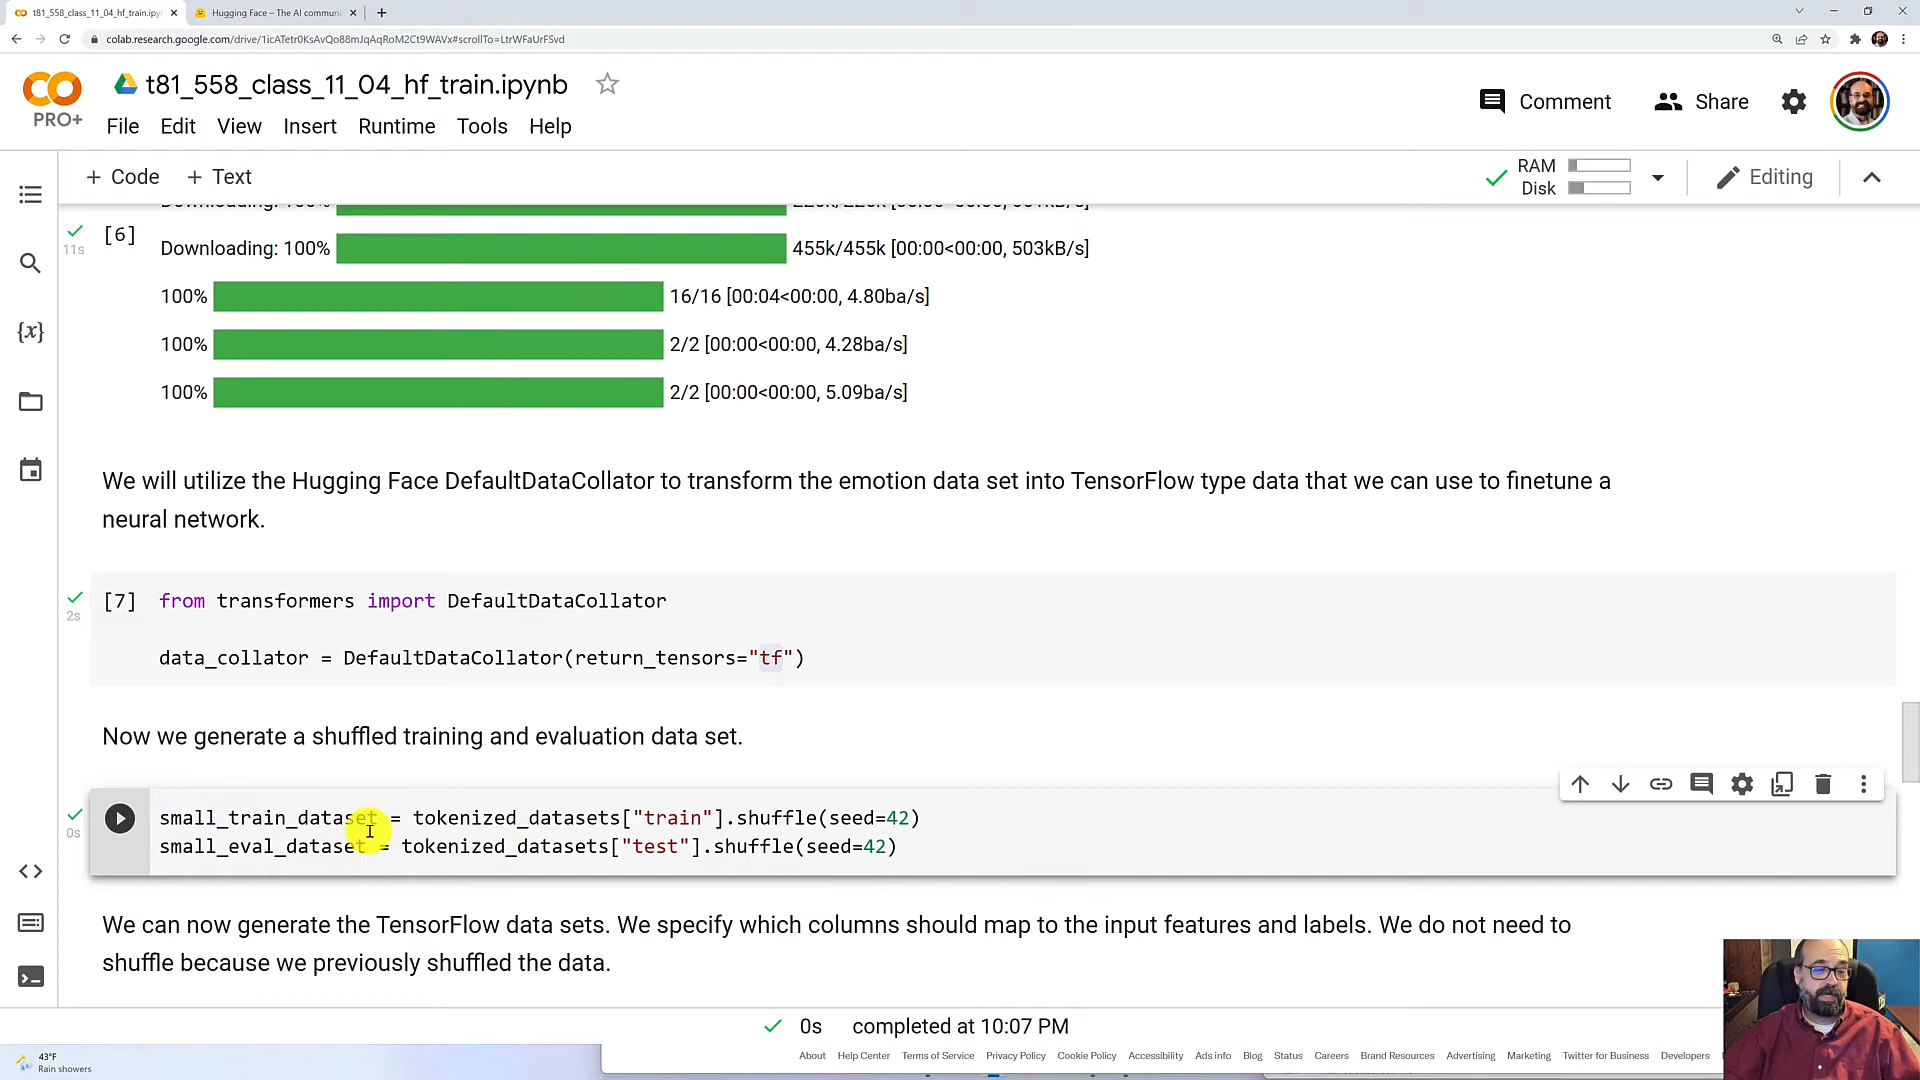 t81_558_class_11_04_hf_train.ipyn
Hugging Face – The AI communi
colab.research.google.com/drive/1icATetr0KsAvQo88mJqAqRoM2Ct9WAVx#scrollTo=LtrWFaUrFSvd
t81_558_class_11_04_hf_train.ipynb
PRO+
File Edit View Insert Runtime Tools Help
Comment
Share
+ Code + Text
RAM
Disk
Editing
[6]
11s
Downloading: 100%
Downloading: 100% 455k/455k [00:00<00:00, 503kB/s]
100% 16/16 [00:04<00:00, 4.80ba/s]
100% 2/2 [00:00<00:00, 4.28ba/s]
100% 2/2 [00:00<00:00, 5.09ba/s]
We will utilize the Hugging Face DefaultDataCollator to transform the emotion data set into TensorFlow type data that we can use to finetune a
neural network.
[7] from transformers import DefaultDataCollator
2s
data_collator = DefaultDataCollator(return_tensors="tf")
Now we generate a shuffled training and evaluation data set.
small_train_dataset = tokenized_datasets["train"].shuffle(seed=42)
0s
small_eval_dataset = tokenized_datasets["test"].shuffle(seed=42)
We can now generate the TensorFlow data sets. We specify which columns should map to the input features and labels. We do not need to
shuffle because we previously shuffled the data.
0s completed at 10:07 PM
43°F
Rain showers
About Help Center Terms of Service Privacy Policy Cookie Policy Accessibility Ads info Blog Status Careers Brand Resources Advertising Marketing Twitter for Business Developers